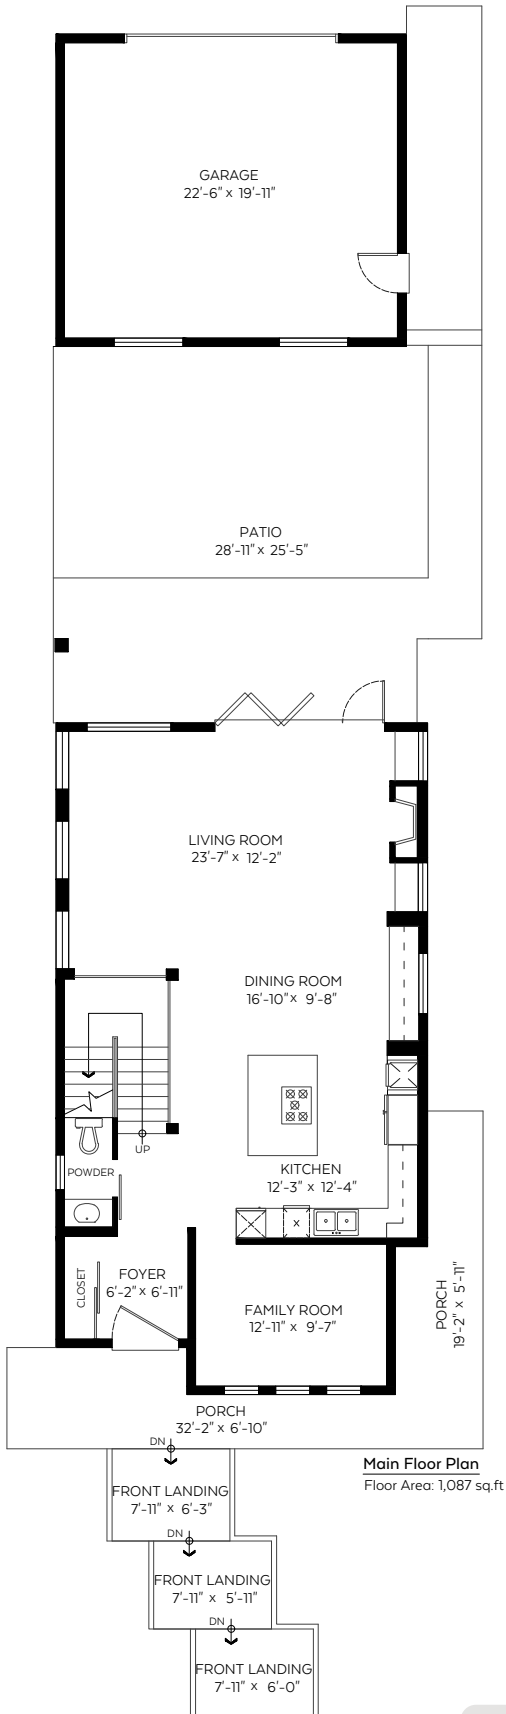 GARAGE
22'-6" x 19'-11"
PATIO
28'-11" x 25'-5"
LIVING ROOM
23'-7" x 12'-2"
DINING ROOM
16'-10" x 9'-8"
UP
POWDER
KITCHEN
12'-3" x 12'-4"
x
CLOSET
FOYER
6'-2" x 6'-11"
FAMILY ROOM
12'-11" x 9'-7"
PORCH
19'-2" x 5'-11"
PORCH
32'-2" x 6'-10"
DN
Main Floor Plan
Floor Area: 1,087 sq.ft
FRONT LANDING
7'-11" x 6'-3"
DN
FRONT LANDING
7'-11" x 5'-11"
DN
FRONT LANDING
7'-11" x 6'-0"